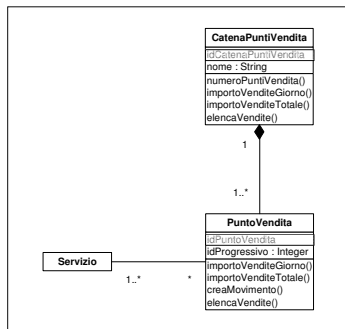 CatenaPuntiVendita
idCatenaPuntiVendita
nome : String
numeroPuntiVendita()
importoVenditeGiorno()
importoVenditeTotale()
elencaVendite()
1
1..*
PuntoVendita
idPuntoVendita
idProgressivo : Integer
importoVenditeGiorno()
importoVenditeTotale()
creaMovimento()
elencaVendite()
Servizio
1..*
*